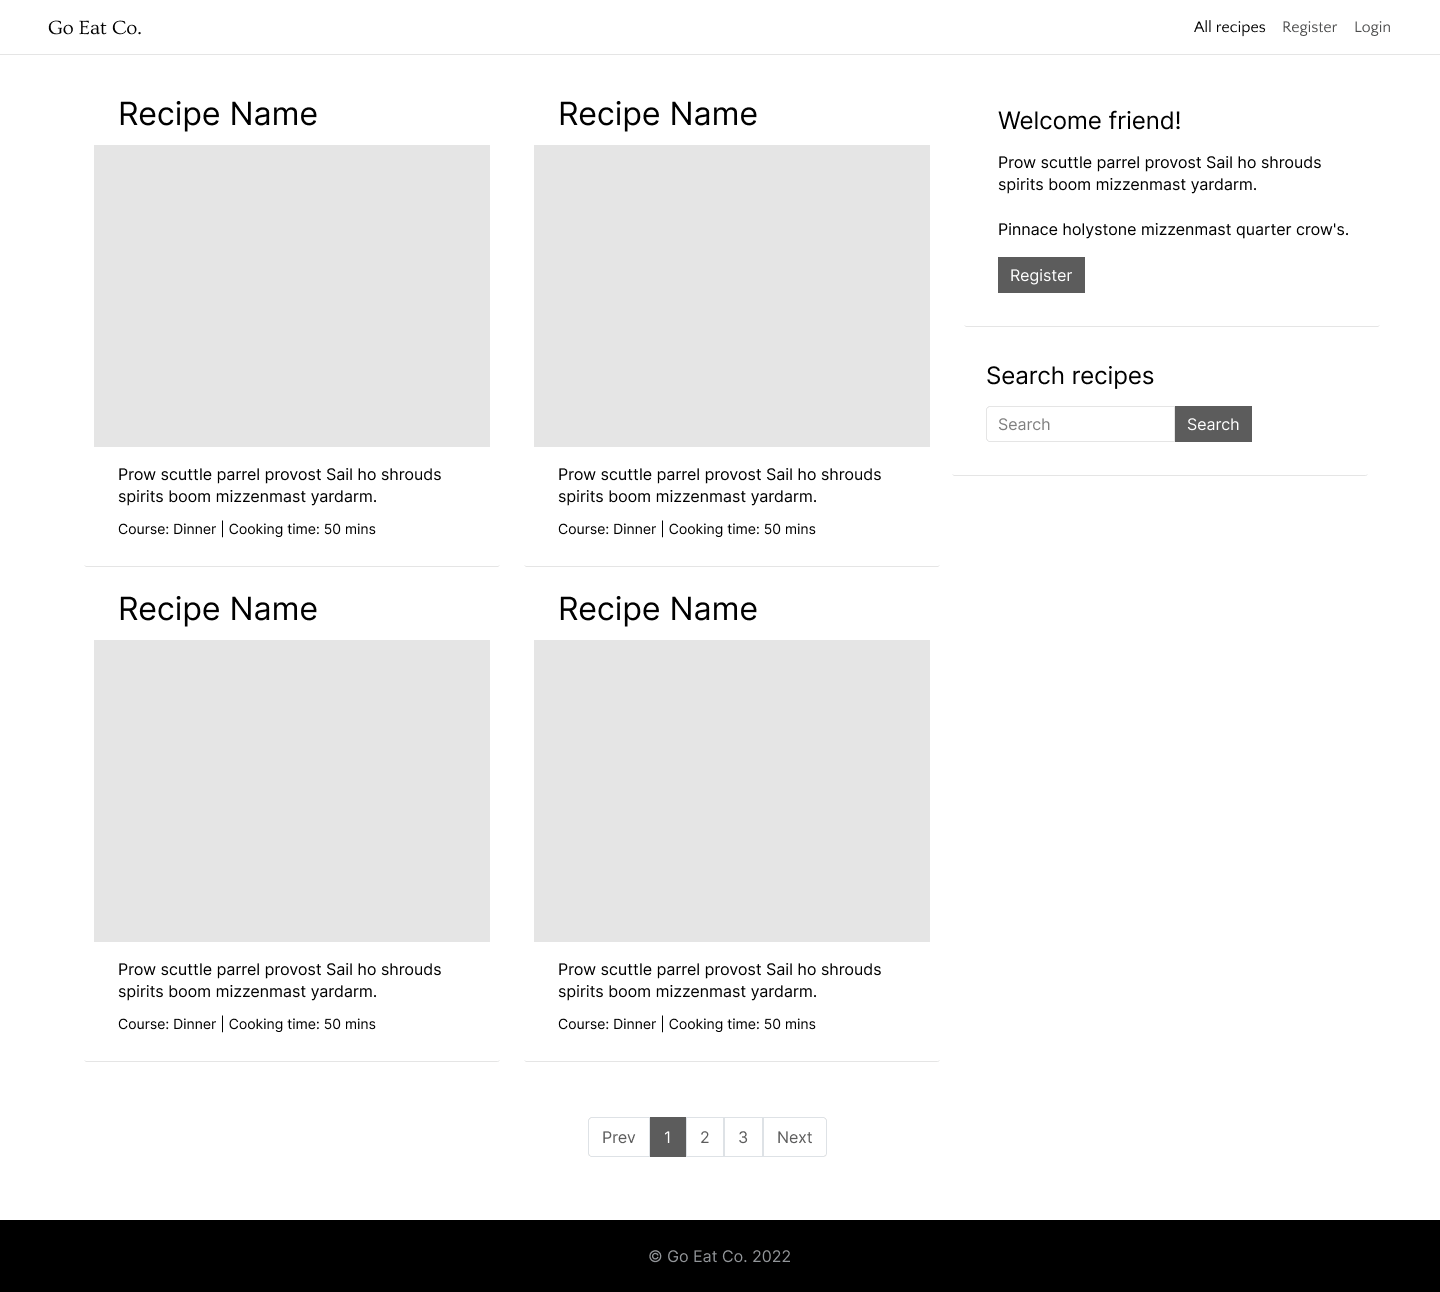 Go Eat Co.
All recipes Register Login
Recipe Name
Prow scuttle parrel provost Sail ho shrouds
spirits boom mizzenmast yardarm.
Course: Dinner | Cooking time: 50 mins
Recipe Name
Prow scuttle parrel provost Sail ho shrouds
spirits boom mizzenmast yardarm.
Course: Dinner | Cooking time: 50 mins
Recipe Name
Prow scuttle parrel provost Sail ho shrouds
spirits boom mizzenmast yardarm.
Course: Dinner | Cooking time: 50 mins
Recipe Name
Prow scuttle parrel provost Sail ho shrouds
spirits boom mizzenmast yardarm.
Course: Dinner | Cooking time: 50 mins
Welcome friend!
Prow scuttle parrel provost Sail ho shrouds
spirits boom mizzenmast yardarm.
Pinnace holystone mizzenmast quarter crow's.
Register
Search recipes
Search Search
Prev 1 2 3 Next
© Go Eat Co. 2022